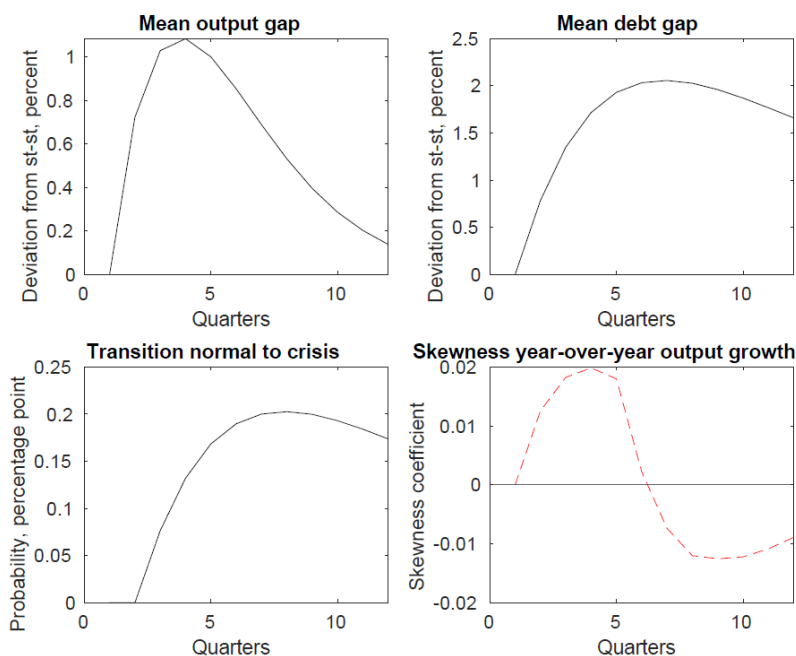 Mean output gap
Deviation from st-st, percent
1
0.8
0.6
0.4
0.2
0
0
5
10
Quarters
Mean debt gap
Deviation from st-st, percent
2.5
2
1.5
1
0.5
0
0
5
10
Quarters
Transition normal to crisis
Probability, percentage point
0.25
0.2
0.15
0.1
0.05
0
0
5
10
Quarters
Skewness year-over-year output growth
Skewness coefficient
0.02
0.01
0
-0.01
-0.02
0
5
10
Quarters